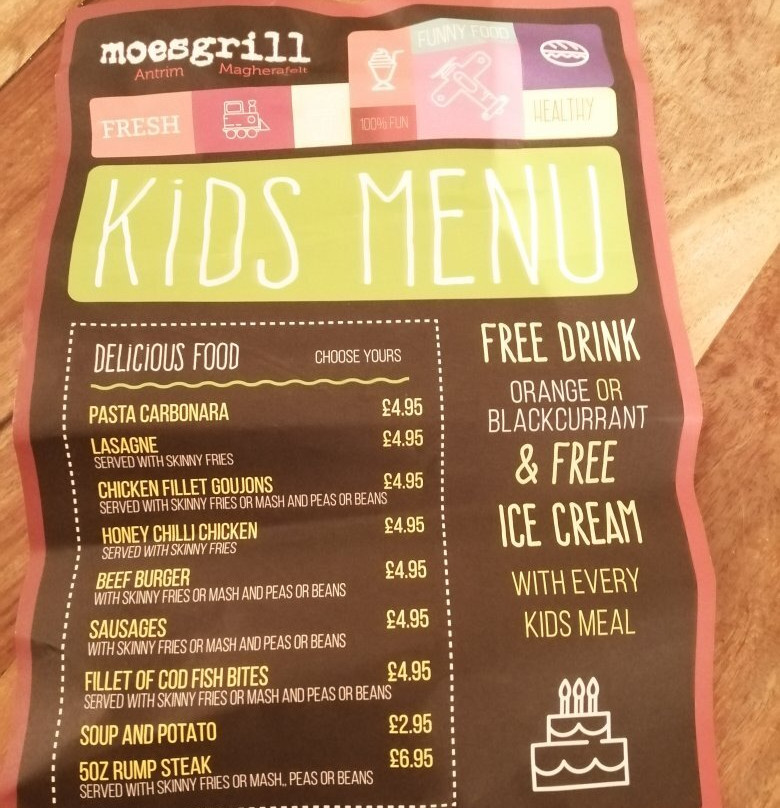 moesgrill
Antrim Magherafelt
FUNNY FOOD
FRESH
100% FUN
HEALTHY
KiDS MENU
DELICIOUS FOOD CHOOSE YOURS
PASTA CARBONARA £4.95
LASAGNE £4.95
SERVED WITH SKINNY FRIES
CHICKEN FILLET GOUJONS £4.95
SERVED WITH SKINNY FRIES OR MASH AND PEAS OR BEANS
HONEY CHILLI CHICKEN £4.95
SERVED WITH SKINNY FRIES
BEEF BURGER £4.95
WITH SKINNY FRIES OR MASH AND PEAS OR BEANS
SAUSAGES £4.95
WITH SKINNY FRIES OR MASH AND PEAS OR BEANS
FILLET OF COD FISH BITES £4.95
SERVED WITH SKINNY FRIES OR MASH AND PEAS OR BEANS
SOUP AND POTATO £2.95
5OZ RUMP STEAK £6.95
SERVED WITH SKINNY FRIES OR MASH,, PEAS OR BEANS
FREE DRINK
ORANGE OR
BLACKCURRANT
& FREE
ICE CREAM
WITH EVERY
KIDS MEAL